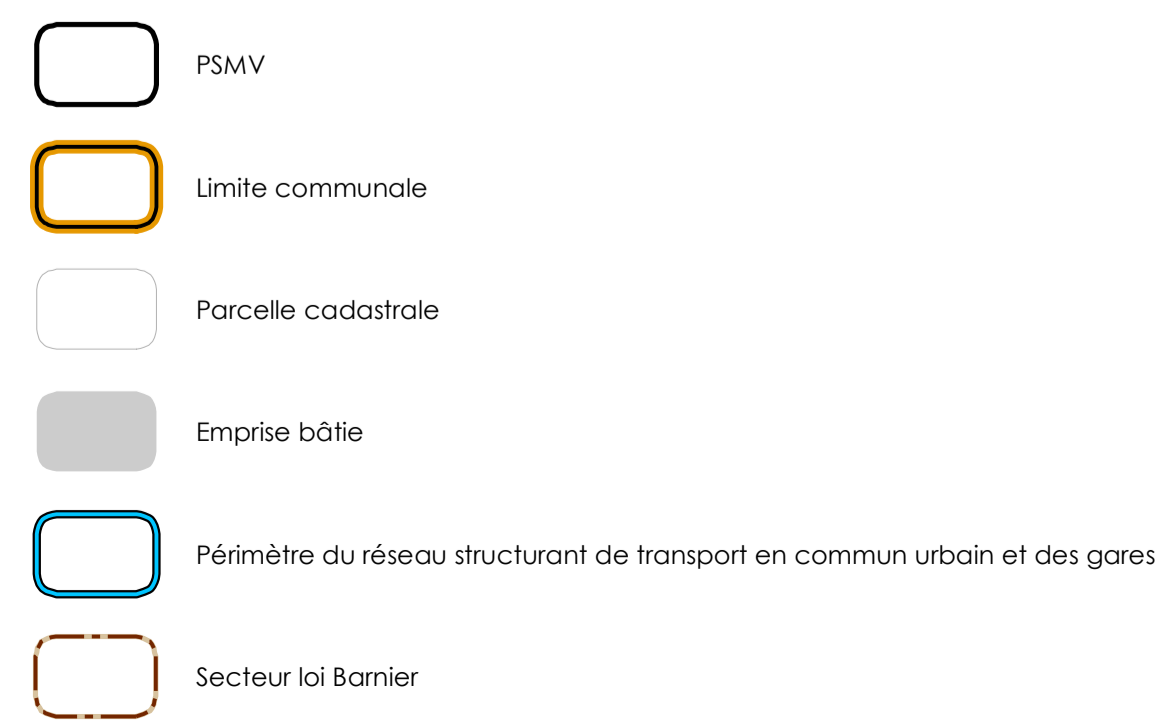 PSMV
Limite communale
Parcelle cadastrale
Emprise bâtie
Périmètre du réseau structurant de transport en commun urbain et des gares
Secteur loi Barnier